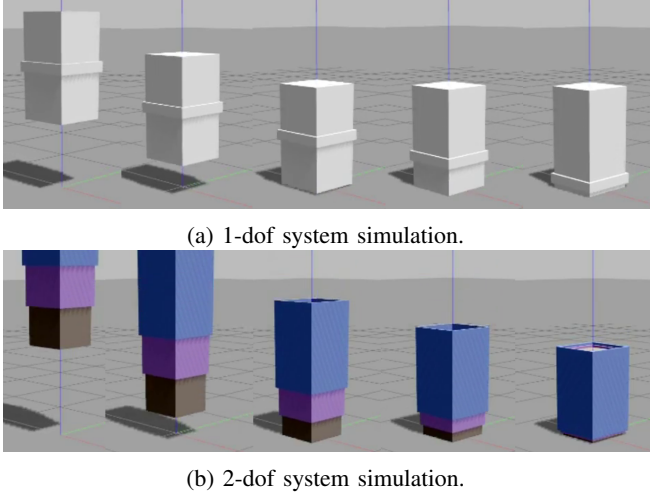 (a) 1-dof system simulation.
(b) 2-dof system simulation.